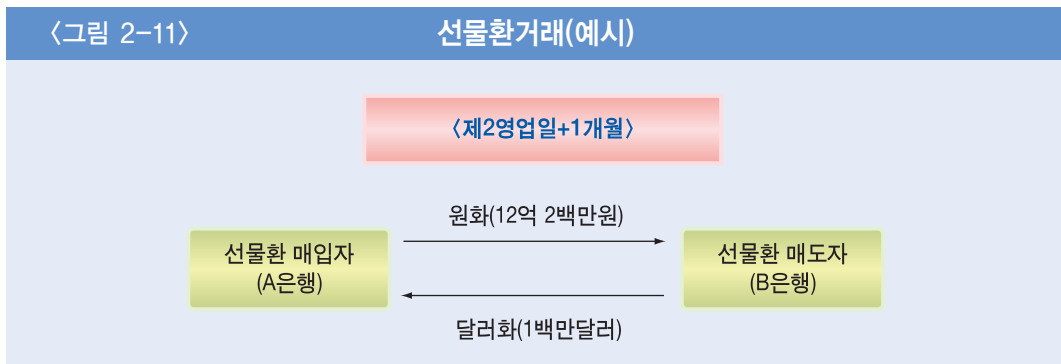 〈그림 2-11〉
선물환거래(예시)
〈제2영업일+1개월〉
원화(12억 2백만원)
선물환 매입자
(A은행)
선물환 매도자
(B은행)
달러화(1백만달러)